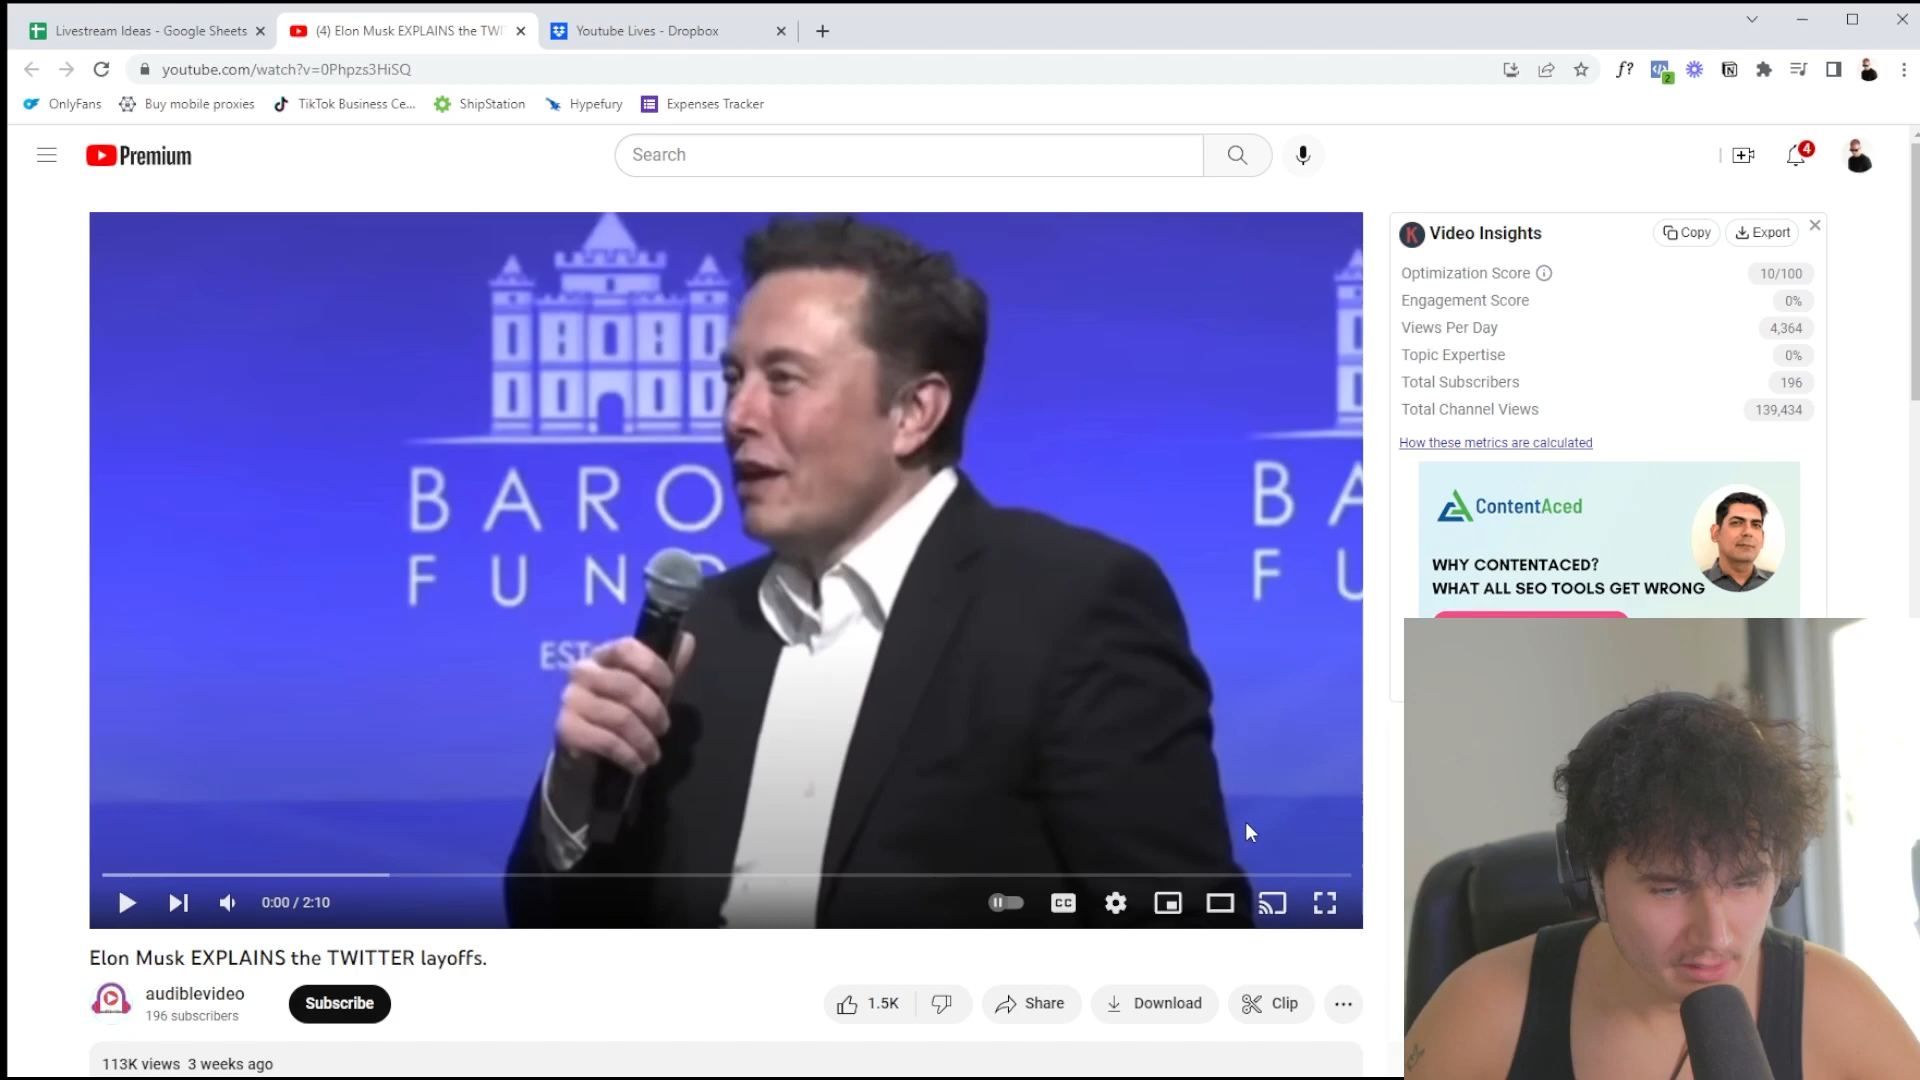 Livestream Ideas - Google Sheets
(4) Elon Musk EXPLAINS the TWI
Youtube Lives - Dropbox
youtube.com/watch?v=0Phpzs3HiSQ
f?
2
OnlyFans
Buy mobile proxies
TikTok Business Ce...
ShipStation
Hypefury
Expenses Tracker
Premium
Search
4
BARO
FUND
EST
BA
FU
0:00 / 2:10
CC
Elon Musk EXPLAINS the TWITTER layoffs.
audiblevideo
196 subscribers
Subscribe
1.5K
Share
Download
Clip
113K views 3 weeks ago
K
Video Insights
Copy
Export
Optimization Score
10/100
Engagement Score
0%
Views Per Day
4,364
Topic Expertise
0%
Total Subscribers
196
Total Channel Views
139,434
How these metrics are calculated
ContentAced
WHY CONTENTACED?
WHAT ALL SEO TOOLS GET WRONG